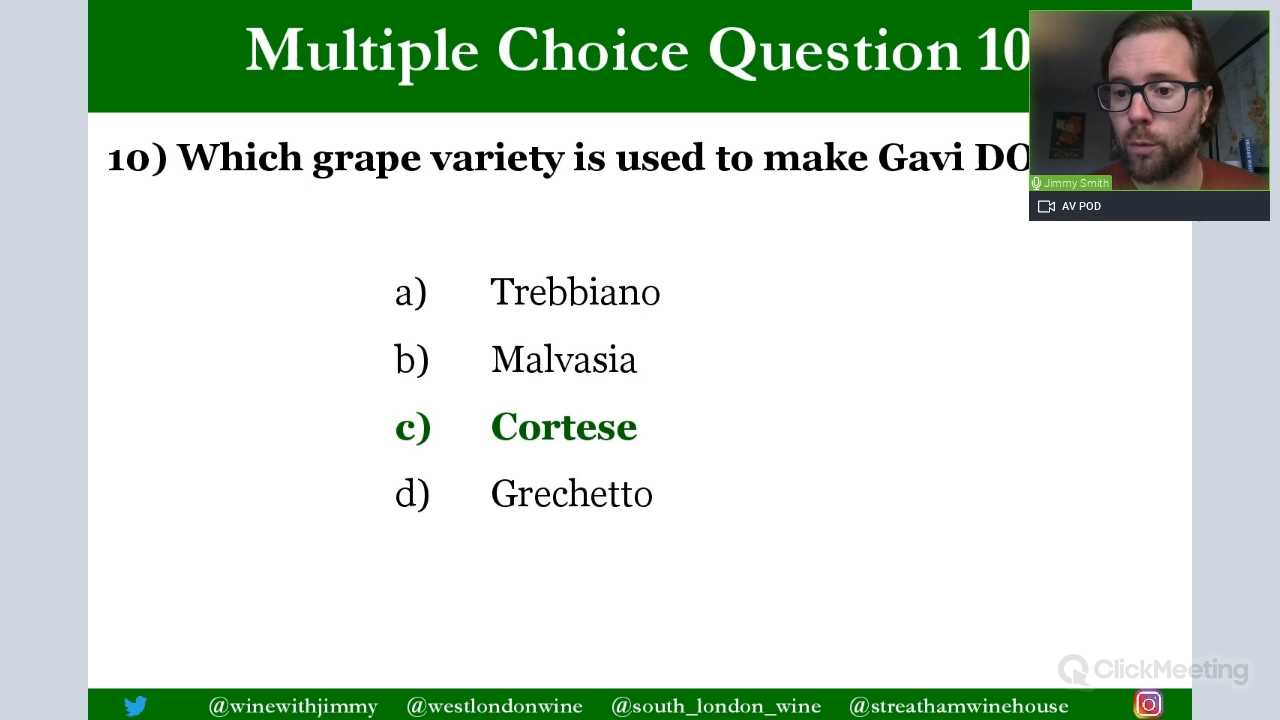 Multiple Choice Question 10
10) Which grape variety is used to make Gavi DO
Jimmy Smith
AV POD
a) Trebbiano
b) Malvasia
c) Cortese
d) Grechetto
ClickMeeting
@winewithjimmy @westlondonwine @south_london_wine @streathamwinehouse